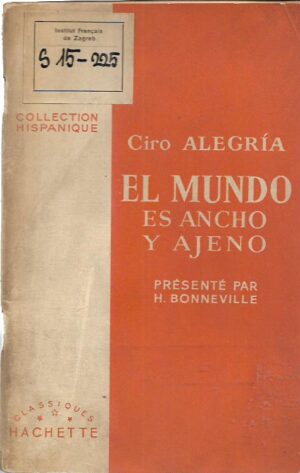 Institut Français
de Zagreb
S 15-225
COLLECTION
HISPANIQUE
Ciro ALEGRÍA
EL MUNDO
ES ANCHO
Y AJENO
PRÉSENTÉ PAR
H. BONNEVILLE
CLASSIQUES
HACHETTE